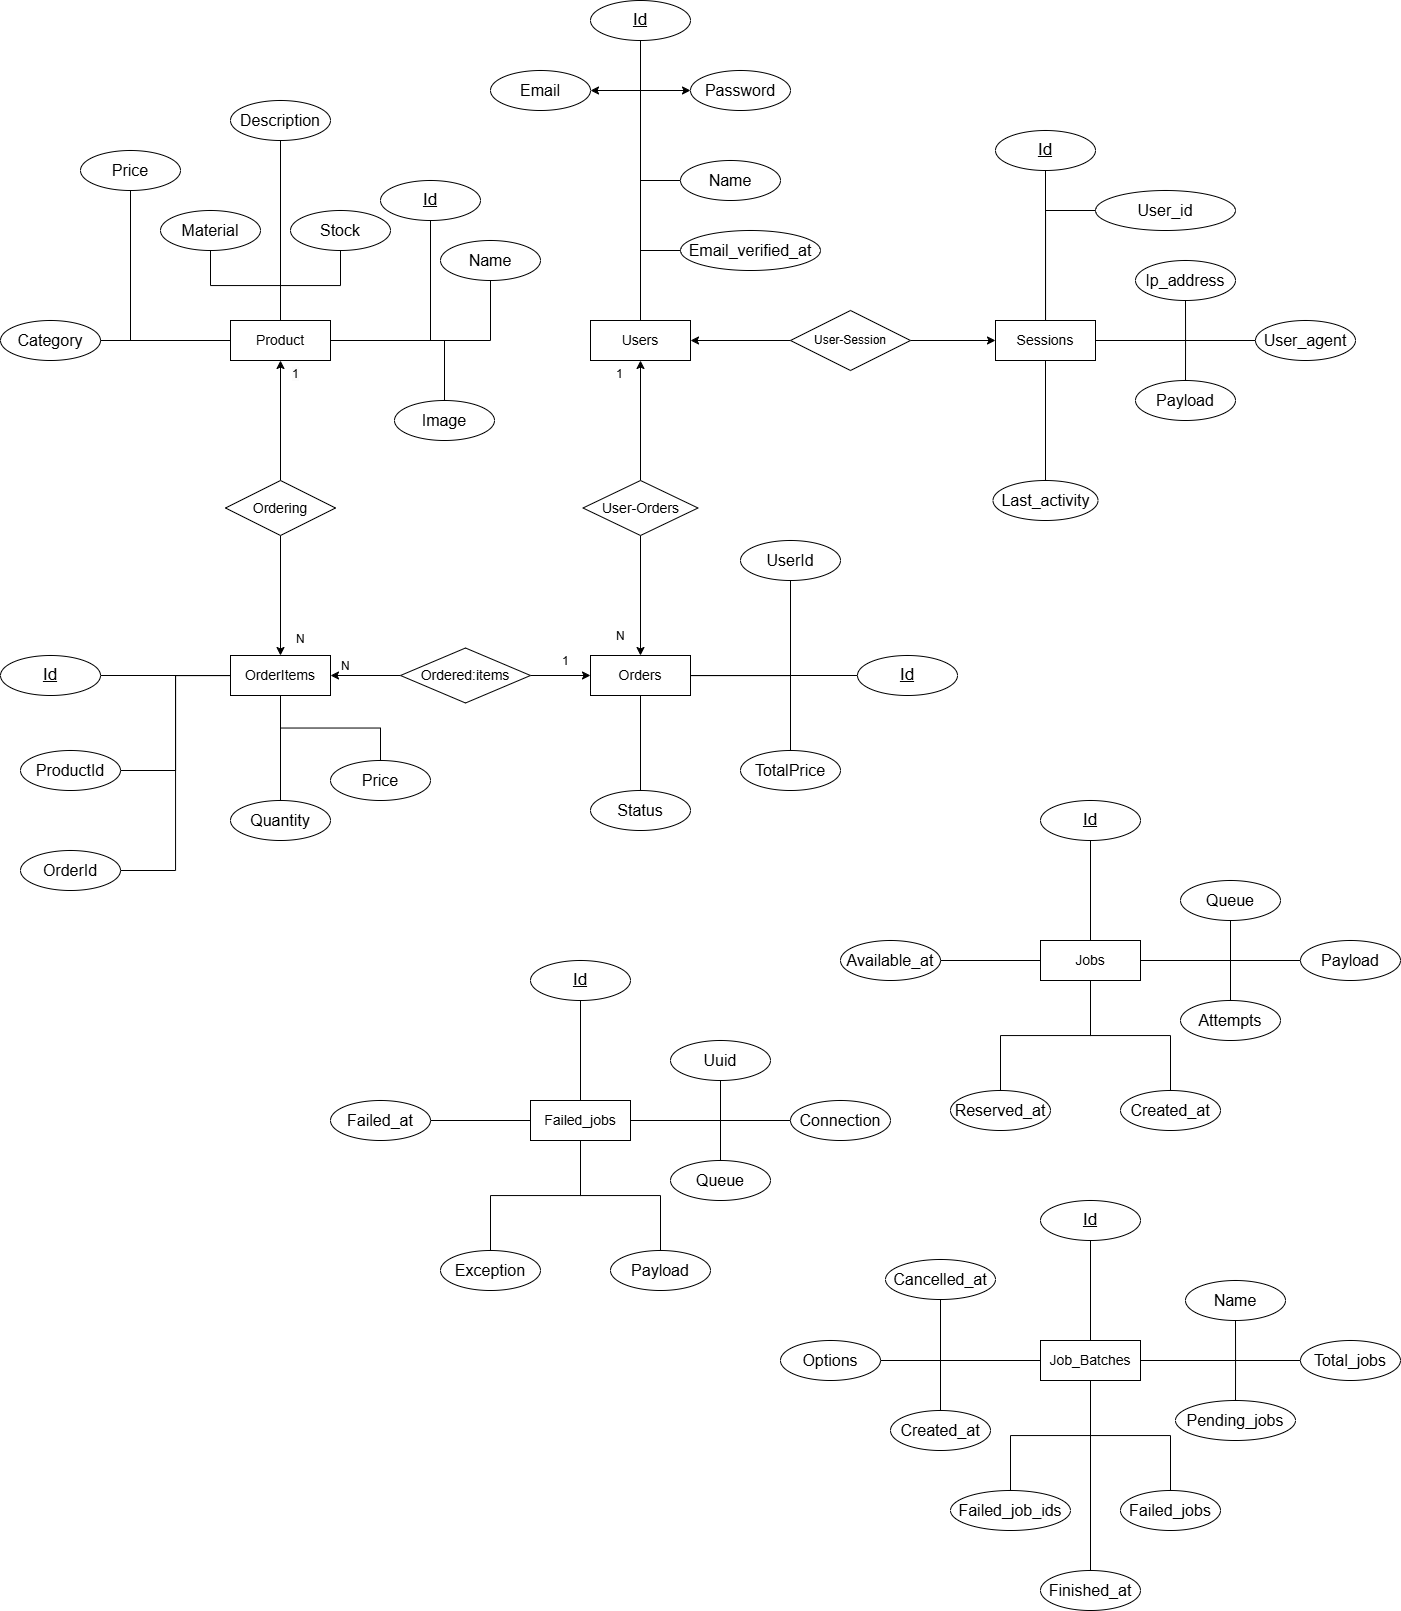 Id
Email
Password
Description
Id
Price
Name
Id
User_id
Material
Stock
Name
Email_verified_at
Ip_address
Category
Product
Users
User-Session
Sessions
User_agent
1
1
Payload
Image
Last_activity
Ordering
User-Orders
UserId
N
N
Id
OrderItems
N
Ordered:items
1
Orders
Id
ProductId
Price
TotalPrice
Quantity
Status
Id
OrderId
Queue
Available_at
Jobs
Payload
Id
Attempts
Uuid
Reserved_at
Created_at
Failed_at
Failed_jobs
Connection
Queue
Id
Exception
Payload
Cancelled_at
Name
Options
Job_Batches
Total_jobs
Created_at
Pending_jobs
Failed_job_ids
Failed_jobs
Finished_at